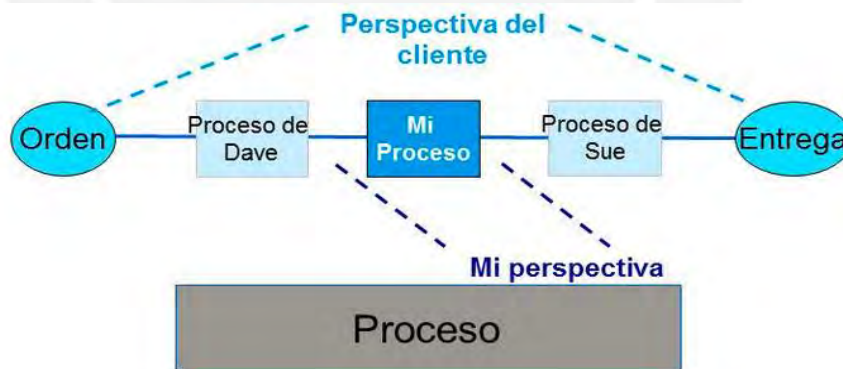 Perspectiva del
cliente
Orden
Proceso de
Dave
Mi
Proceso
Proceso de
Sue
Entrega
Mi perspectiva
Proceso